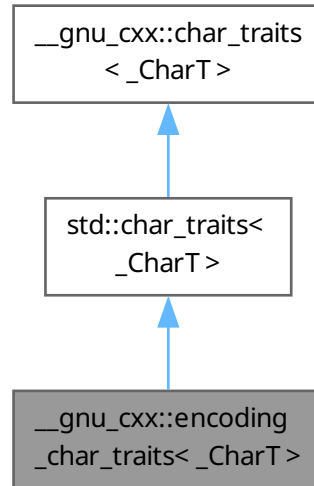 __gnu_cxx::char_traits
< _CharT >
std::char_traits<
_CharT >
__gnu_cxx::encoding
_char_traits< _CharT >